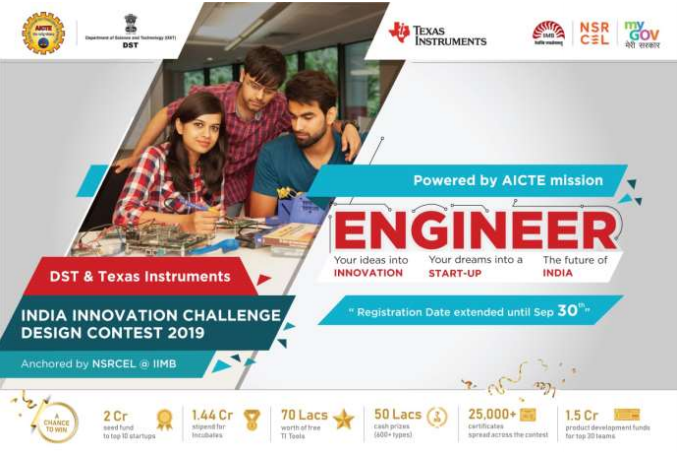 AICTE
Department of Science and Technology (DST)
DST
TEXAS
INSTRUMENTS
IIMB
NSR
CEL
my
GOV
मेरी सरकार
Powered by AICTE mission
ENGINEER
Your ideas into
INNOVATION
Your dreams into a
START-UP
The future of
INDIA
DST & Texas Instruments
INDIA INNOVATION CHALLENGE
DESIGN CONTEST 2019
Anchored by NSRCEL @ IIMB
" Registration Date extended until Sep 30th"
A
CHANCE
TO WIN
2 Cr
seed fund
to top 10 startups
1.44 Cr
stipend for
Incubates
70 Lacs
worth of free
TI Tools
50 Lacs
cash prizes
(600+ types)
25,000+
certificates
spread across the contest
1.5 Cr
product development funds
for top 30 teams